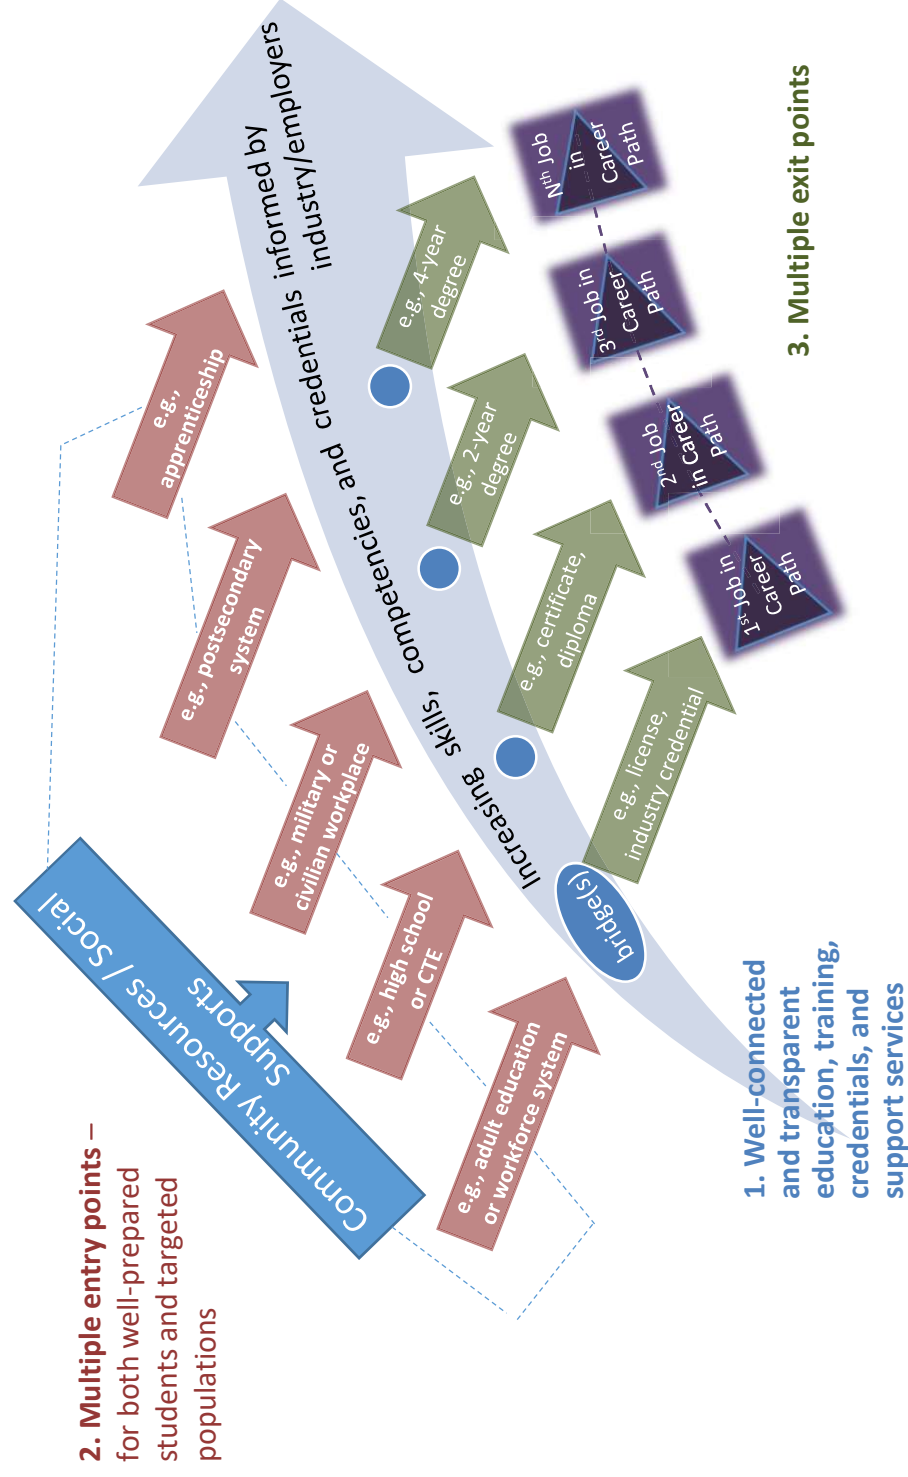 2. Multiple entry points –
for both well-prepared
students and targeted
populations
Community Resources / Social
Supports
e.g., adult education
or workforce system
e.g., high school
or CTE
e.g., military or
civilian workplace
e.g., postsecondary
system
e.g.,
apprenticeship
Increasing skills, competencies, and credentials informed by
industry/employers
bridge(s)
e.g., license,
industry credential
e.g., certificate,
diploma
e.g., 2-year
degree
e.g., 4-year
degree
1st Job in
Career
Path
2nd Job
in Career
Path
3rd Job in
Career
Path
Nth Job
in
Career
Path
1. Well-connected
and transparent
education, training,
credentials, and
support services
3. Multiple exit points